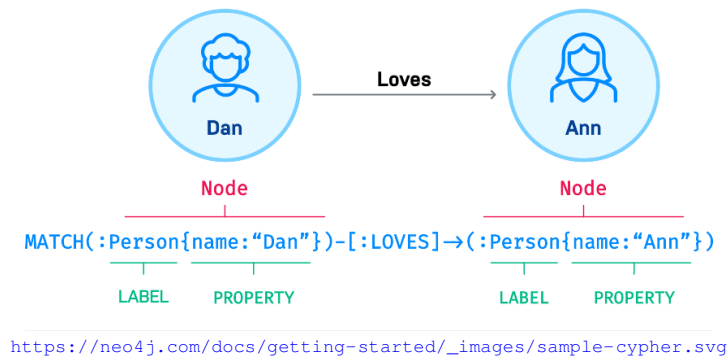 Loves
Dan Ann
Node Node
MATCH(:Person{name:“Dan”})-[:LOVES]→(:Person{name:“Ann”})
LABEL PROPERTY LABEL PROPERTY
https://neo4j.com/docs/getting-started/_images/sample-cypher.svg